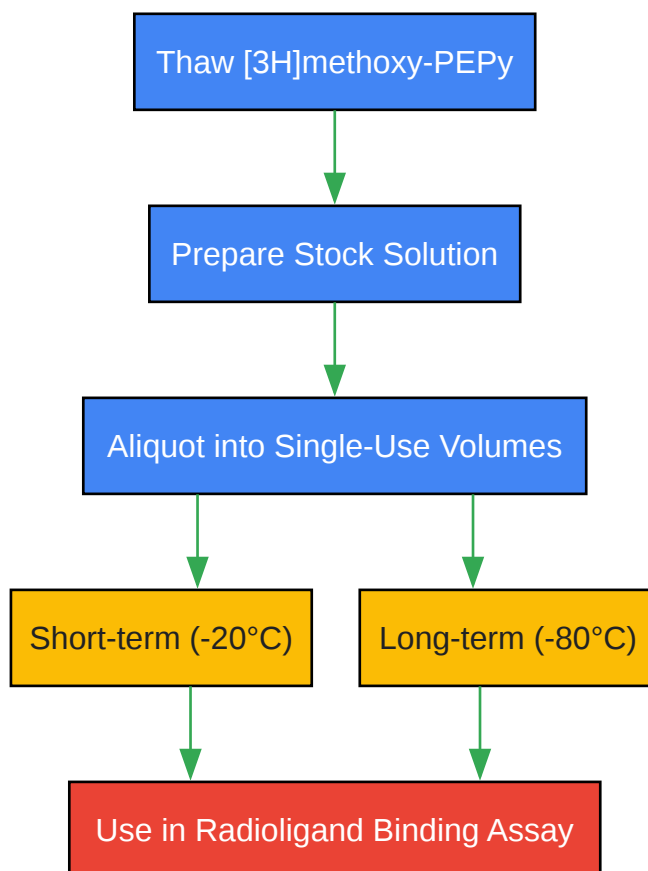 Thaw [3H]methoxy-PEPy
Prepare Stock Solution
Aliquot into Single-Use Volumes
Short-term (-20°C)
Long-term (-80°C)
Use in Radioligand Binding Assay